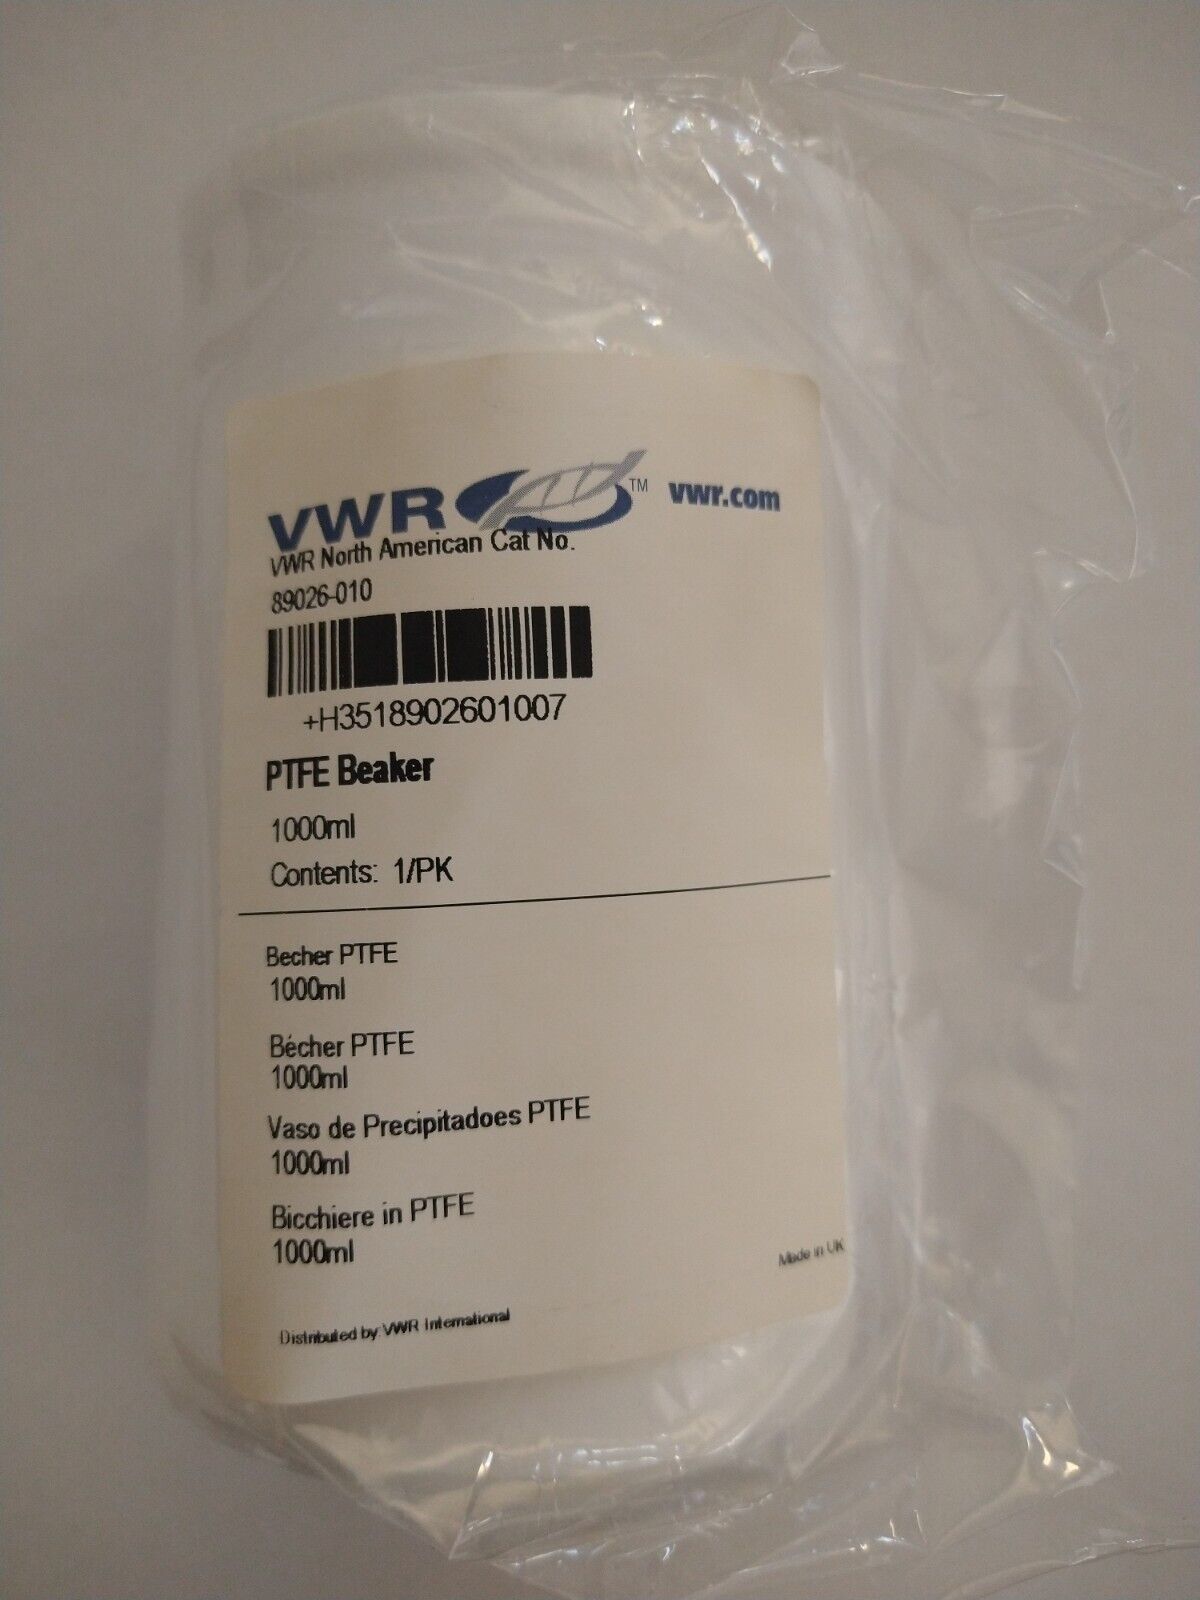 VWR™ vwr.com
VWR North American Cat No.
89026-010
+H3518902601007
PTFE Beaker
1000ml
Contents: 1/PK
Becher PTFE
1000ml
Bécher PTFE
1000ml
Vaso de Precipitadoes PTFE
1000ml
Bicchiere in PTFE
1000ml
Made in UK
Distributed by VWR International